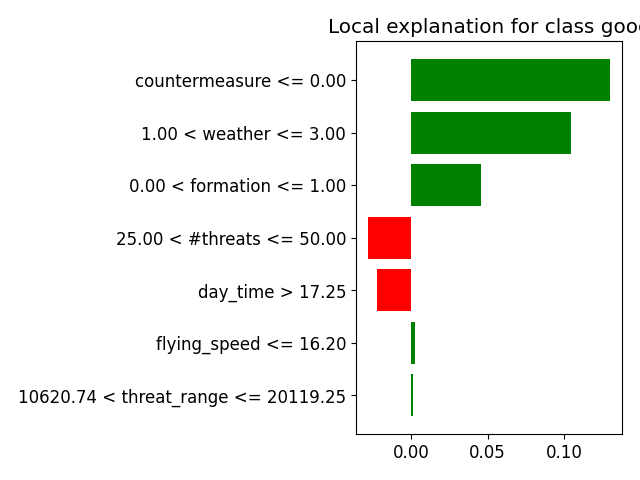 Local explanation for class good
countermeasure <= 0.00
1.00 < weather <= 3.00
0.00 < formation <= 1.00
25.00 < #threats <= 50.00
day_time > 17.25
flying_speed <= 16.20
10620.74 < threat_range <= 20119.25
0.00 0.05 0.10